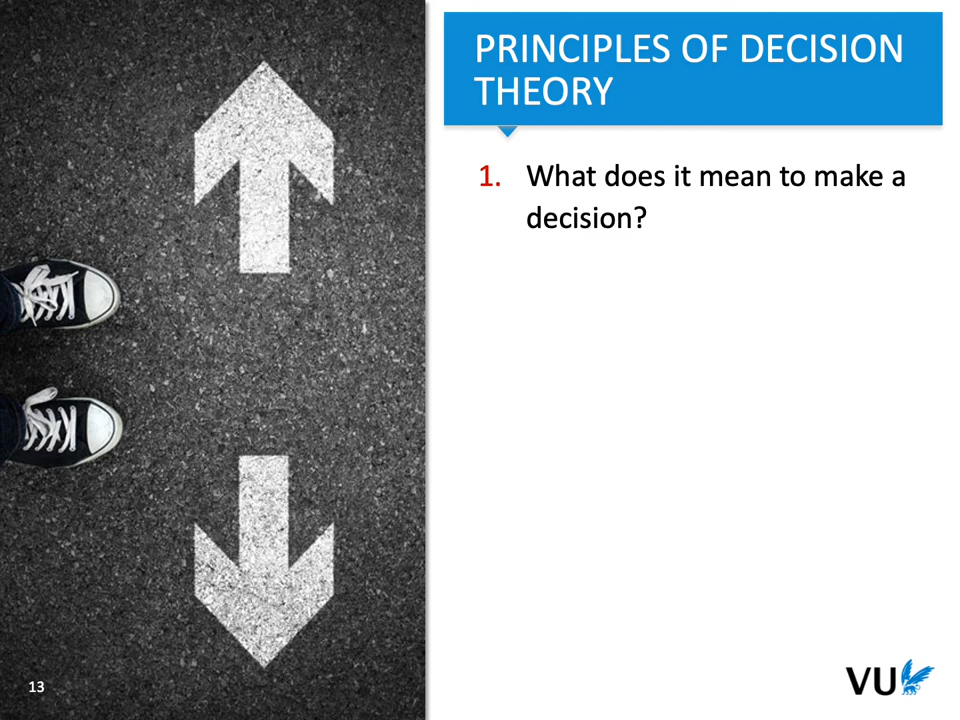 PRINCIPLES OF DECISION
THEORY
1. What does it mean to make a
decision?
13
VU